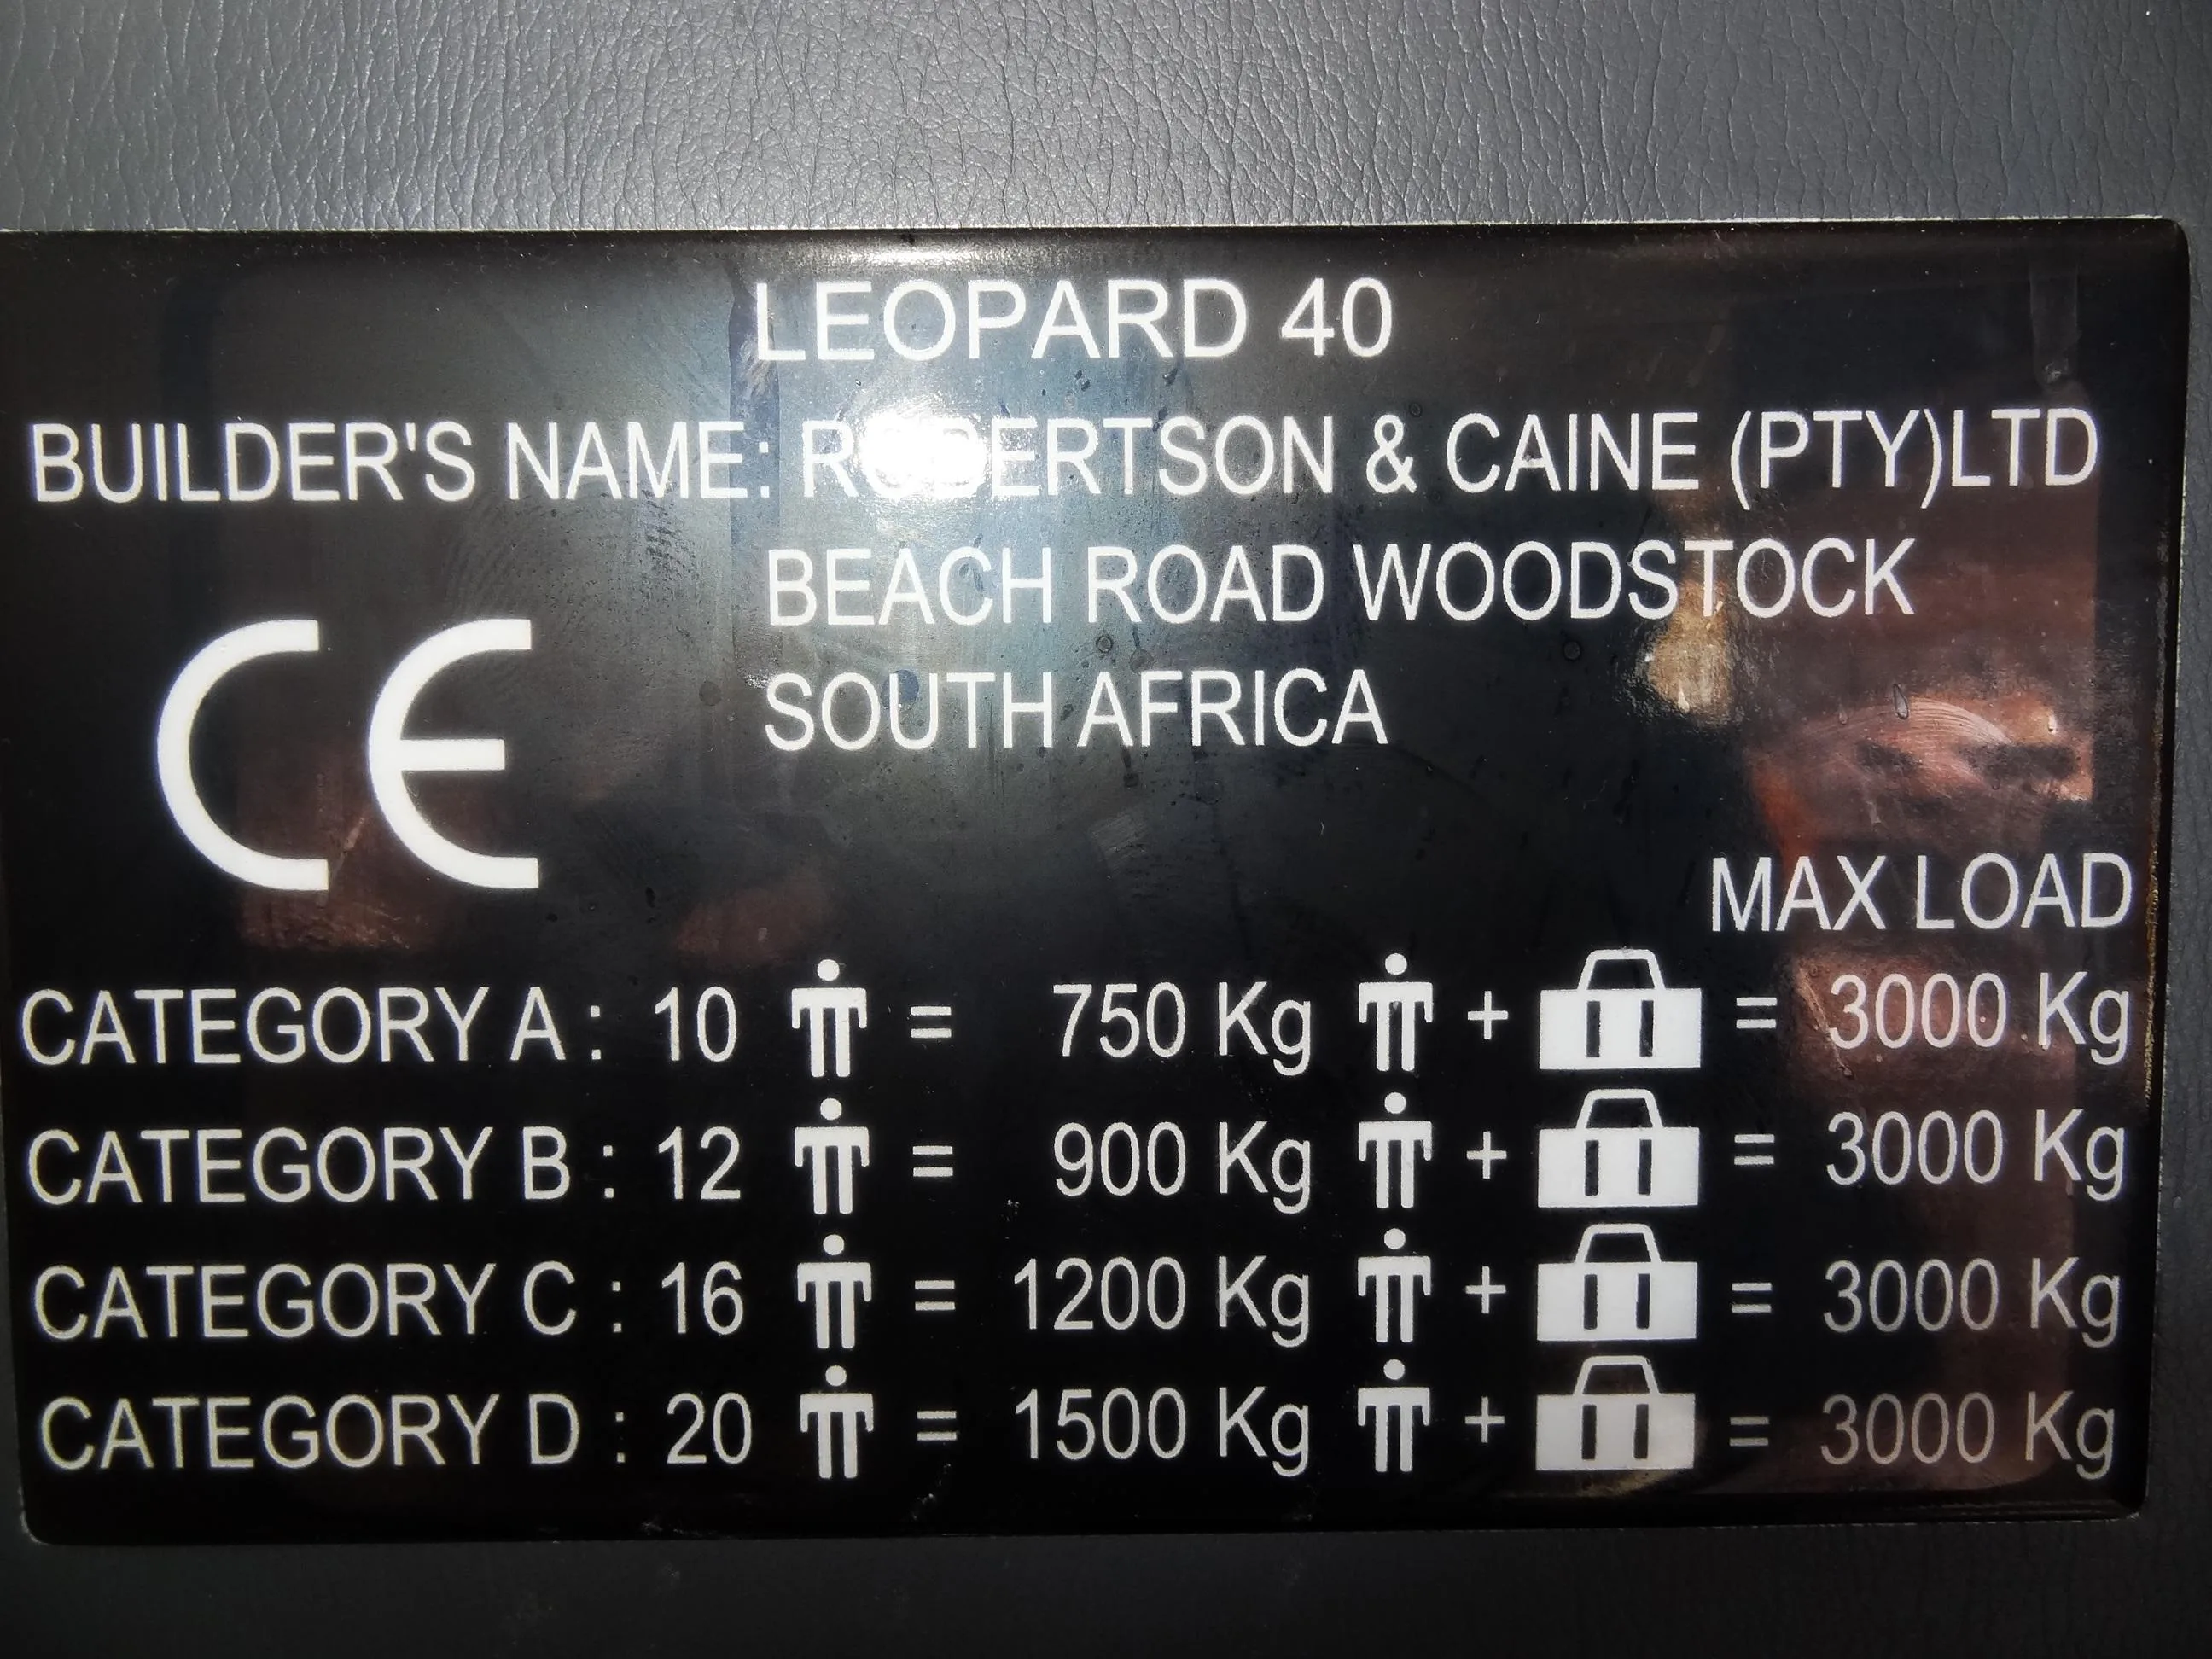 LEOPARD 40
BUILDER'S NAME: ROBERTSON & CAINE (PTY)LTD
BEACH ROAD WOODSTOCK
SOUTH AFRICA
CE
MAX LOAD
CATEGORY A : 10 = 750 Kg + = 3000 Kg
CATEGORY B : 12 = 900 Kg + = 3000 Kg
CATEGORY C : 16 = 1200 Kg + = 3000 Kg
CATEGORY D : 20 = 1500 Kg + = 3000 Kg